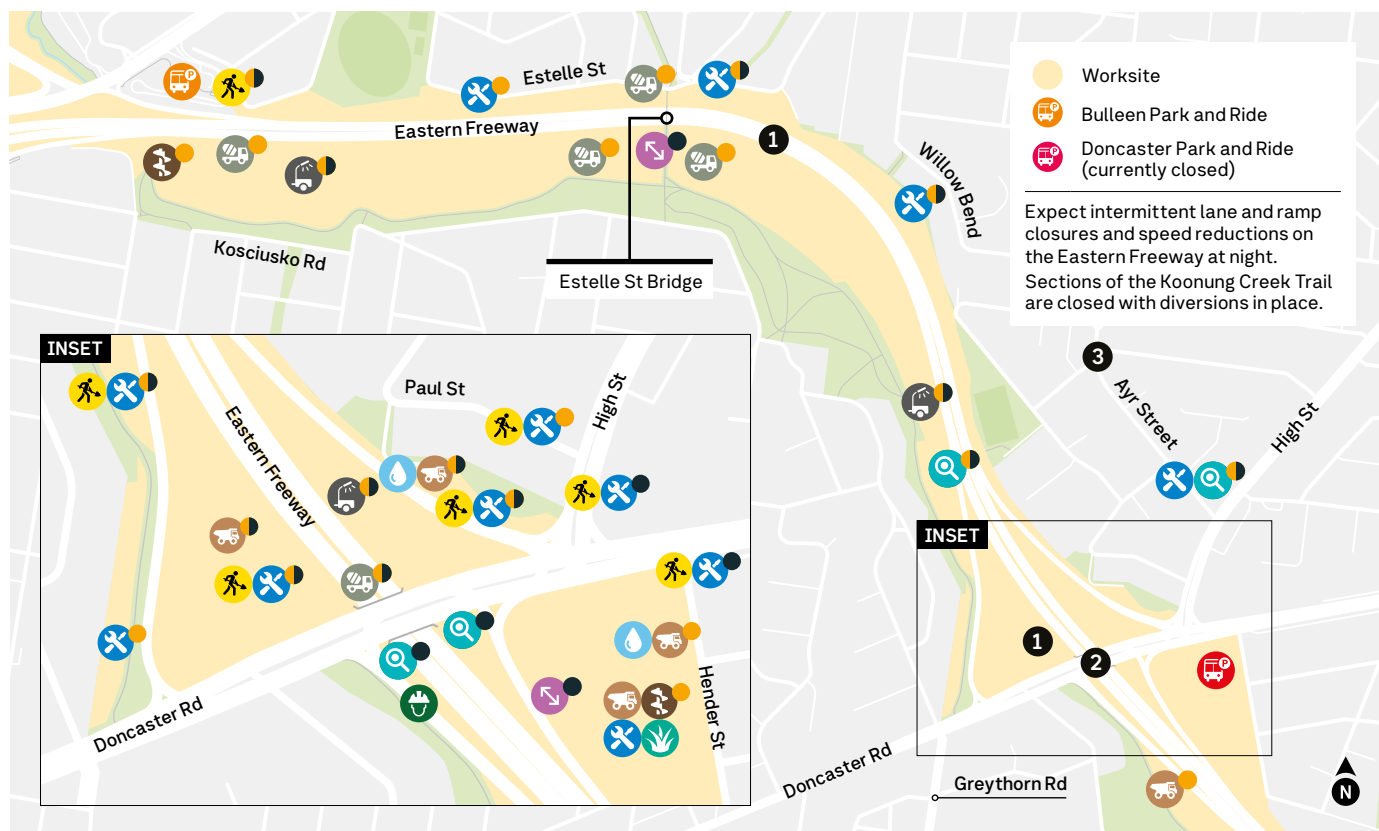 Estelle St
Eastern Freeway
1
Willow Bend
Kosciusko Rd
Estelle St Bridge
P
Worksite
P
Bulleen Park and Ride
P
Doncaster Park and Ride
(currently closed)
Expect intermittent lane and ramp
closures and speed reductions on
the Eastern Freeway at night.
Sections of the Koonung Creek Trail
are closed with diversions in place.
3
Ayr Street
High St
INSET
Paul St
High St
Eastern Freeway
Doncaster Rd
Hender St
INSET
1
2
P
Doncaster Rd
Greythorn Rd
N